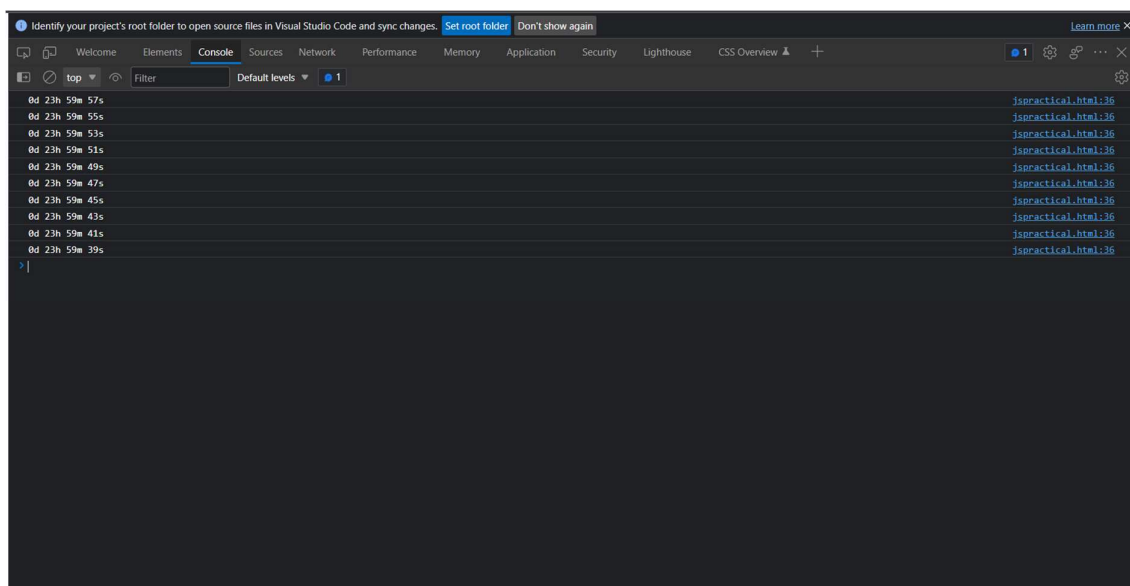 Identify your project's root folder to open source files in Visual Studio Code and sync changes. Set root folder Don't show again Learn more
Welcome Elements Console Sources Network Performance Memory Application Security Lighthouse CSS Overview 1
top Filter Default levels 1
0d 23h 59m 57s jspractical.html:36
0d 23h 59m 55s jspractical.html:36
0d 23h 59m 53s jspractical.html:36
0d 23h 59m 51s jspractical.html:36
0d 23h 59m 49s jspractical.html:36
0d 23h 59m 47s jspractical.html:36
0d 23h 59m 45s jspractical.html:36
0d 23h 59m 43s jspractical.html:36
0d 23h 59m 41s jspractical.html:36
0d 23h 59m 39s jspractical.html:36